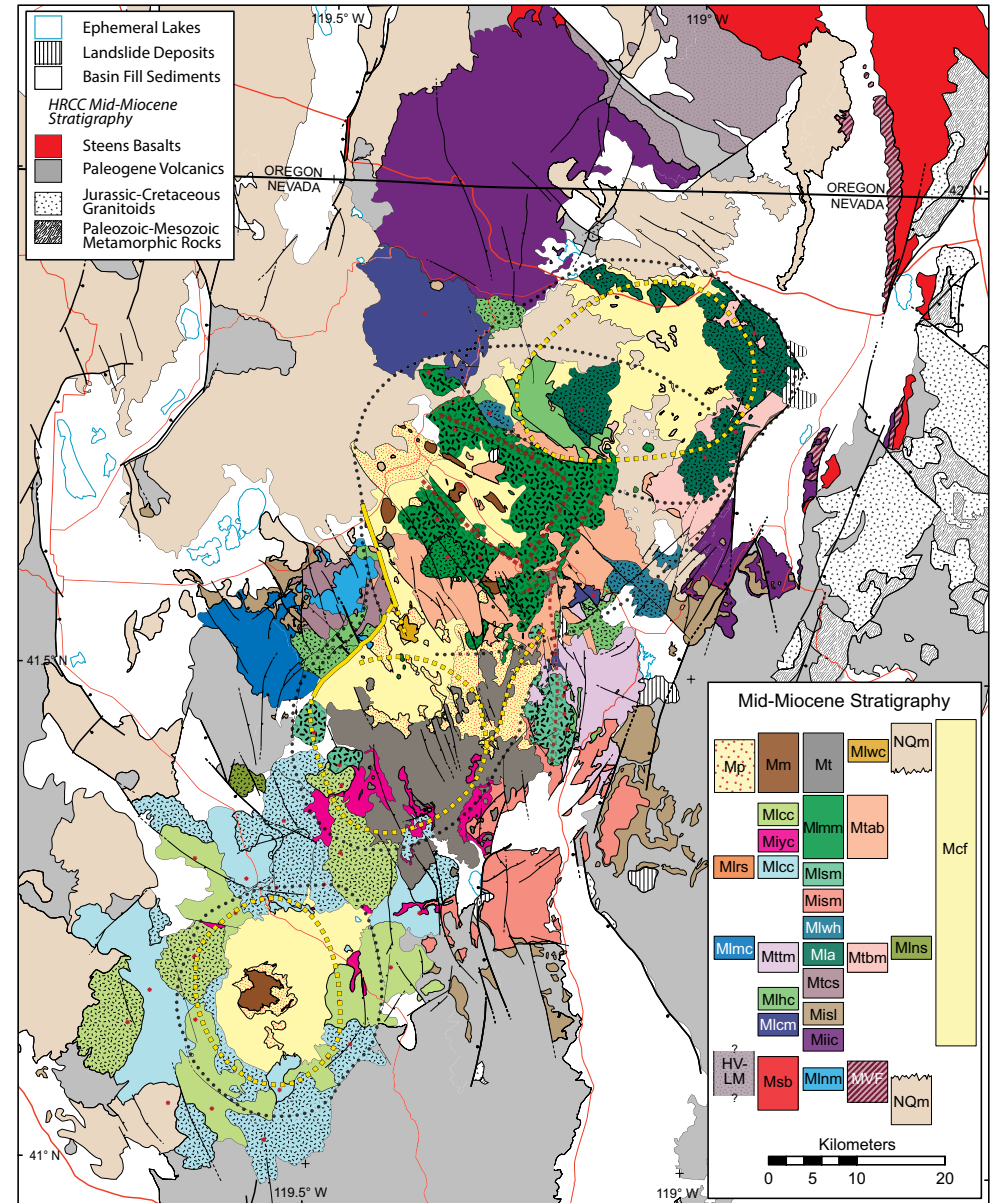 119.5° W
119° W
Ephemeral Lakes
Landslide Deposits
Basin Fill Sediments
HRCC Mid-Miocene
Stratigraphy
Steens Basalts
Paleogene Volcanics
Jurassic-Cretaceous
Granitoids
Paleozoic-Mesozoic
Metamorphic Rocks
OREGON
NEVADA
OREGON
NEVADA
42° N
41.5° N
Mid-Miocene Stratigraphy
Mp
Mm
Mt
Mlwc
NQm
Mcf
Mlcc
Miyc
Mlmm
Mtab
Mlrs
Mlcc
Mlsm
Mism
Mlwh
Mlmc
Mttm
Mla
Mtbm
Mlns
Mtcs
Mlhc
Misl
Mlcm
Miic
?
HV-
LM
?
Msb
Mlnm
MVF
NQm
Kilometers
0 5 10 20
41° N
119.5° W
119° W